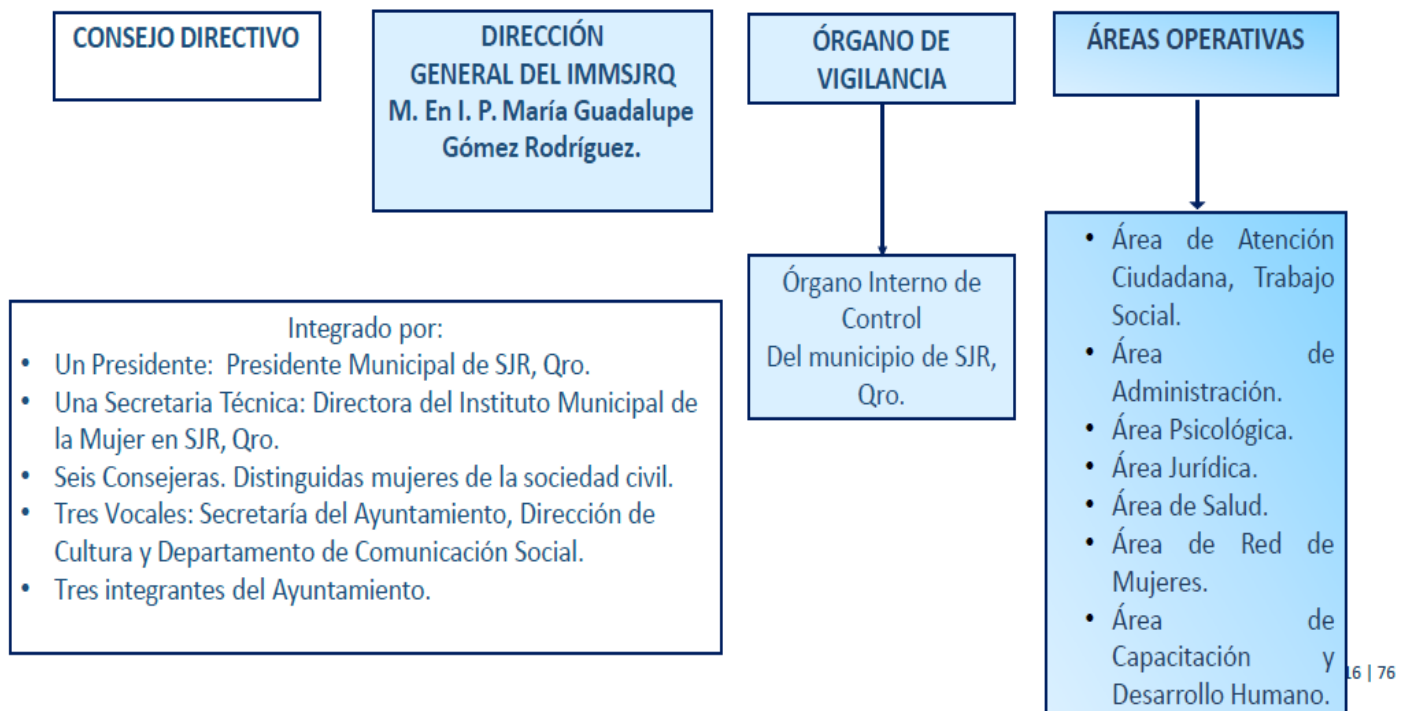 CONSEJO DIRECTIVO
DIRECCIÓN
GENERAL DEL IMMSJRQ
M. En I. P. María Guadalupe
Gómez Rodríguez.
ÓRGANO DE
VIGILANCIA
ÁREAS OPERATIVAS
Integrado por:
• Un Presidente: Presidente Municipal de SJR, Qro.
• Una Secretaria Técnica: Directora del Instituto Municipal de
la Mujer en SJR, Qro.
• Seis Consejeras. Distinguidas mujeres de la sociedad civil.
• Tres Vocales: Secretaría del Ayuntamiento, Dirección de
Cultura y Departamento de Comunicación Social.
• Tres integrantes del Ayuntamiento.
Órgano Interno de
Control
Del municipio de SJR,
Qro.
• Área de Atención
Ciudadana, Trabajo
Social.
• Área de
Administración.
• Área Psicológica.
• Área Jurídica.
• Área de Salud.
• Área de Red de
Mujeres.
• Área de
Capacitación y
Desarrollo Humano.
16 | 76